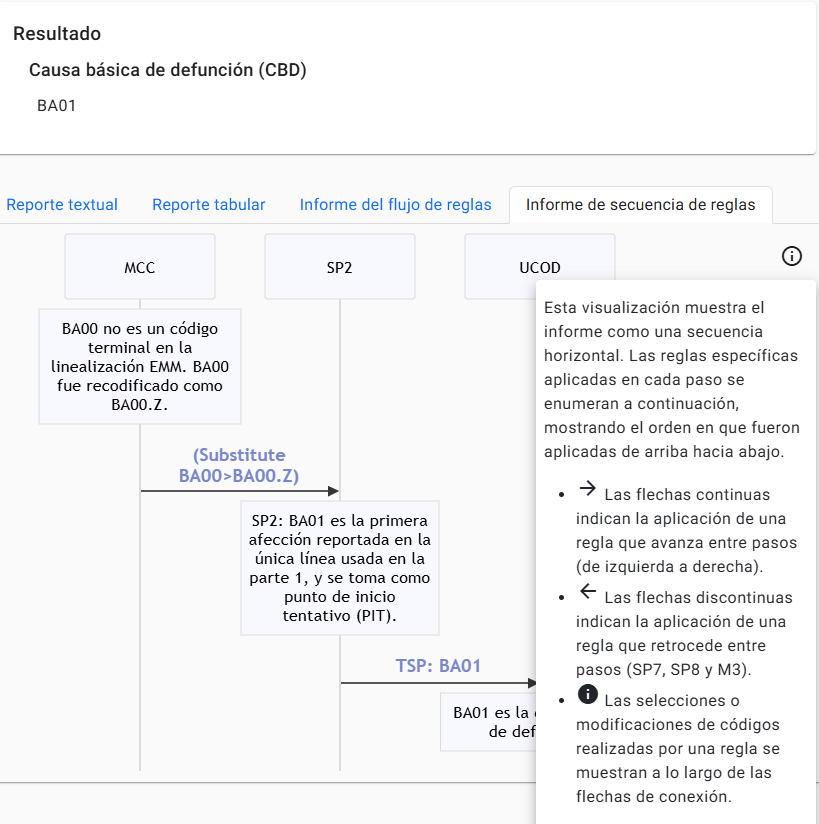 Resultado
Causa básica de defunción (CBD)
BA01
Reporte textual
Reporte tabular
Informe del flujo de reglas
Informe de secuencia de reglas
MCC
SP2
UCOD
BA00 no es un código
terminal en la
linealización EMM. BA00
fue recodificado como
BA00.Z.
(Substitute
BA00>BA00.Z)
SP2: BA01 es la primera
afección reportada en la
única línea usada en la
parte 1, y se toma como
punto de inicio
tentativo (PIT).
TSP: BA01
BA01 es la
de def
Esta visualización muestra el
informe como una secuencia
horizontal. Las reglas específicas
aplicadas en cada paso se
enumeran a continuación,
mostrando el orden en que fueron
aplicadas de arriba hacia abajo.
• → Las flechas continuas
indican la aplicación de una
regla que avanza entre pasos
(de izquierda a derecha).
• ← Las flechas discontinuas
indican la aplicación de una
regla que retrocede entre
pasos (SP7, SP8 y M3).
• Las selecciones o
modificaciones de códigos
realizadas por una regla se
muestran a lo largo de las
flechas de conexión.